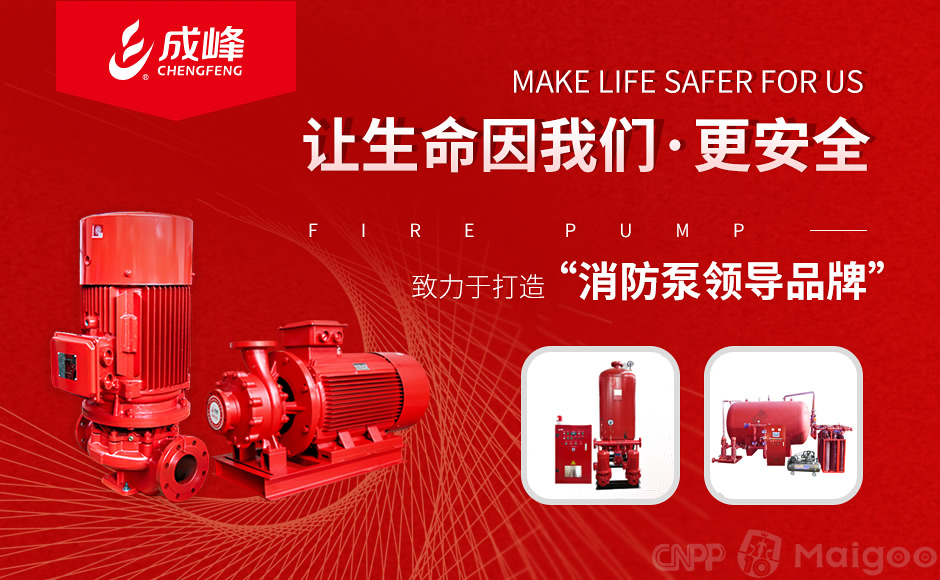 成峰
CHENGFENG
®
MAKE LIFE SAFER FOR US
让生命因我们·更安全
FIRE PUMP
致力于打造“消防泵领导品牌”
CNPP Maigoo